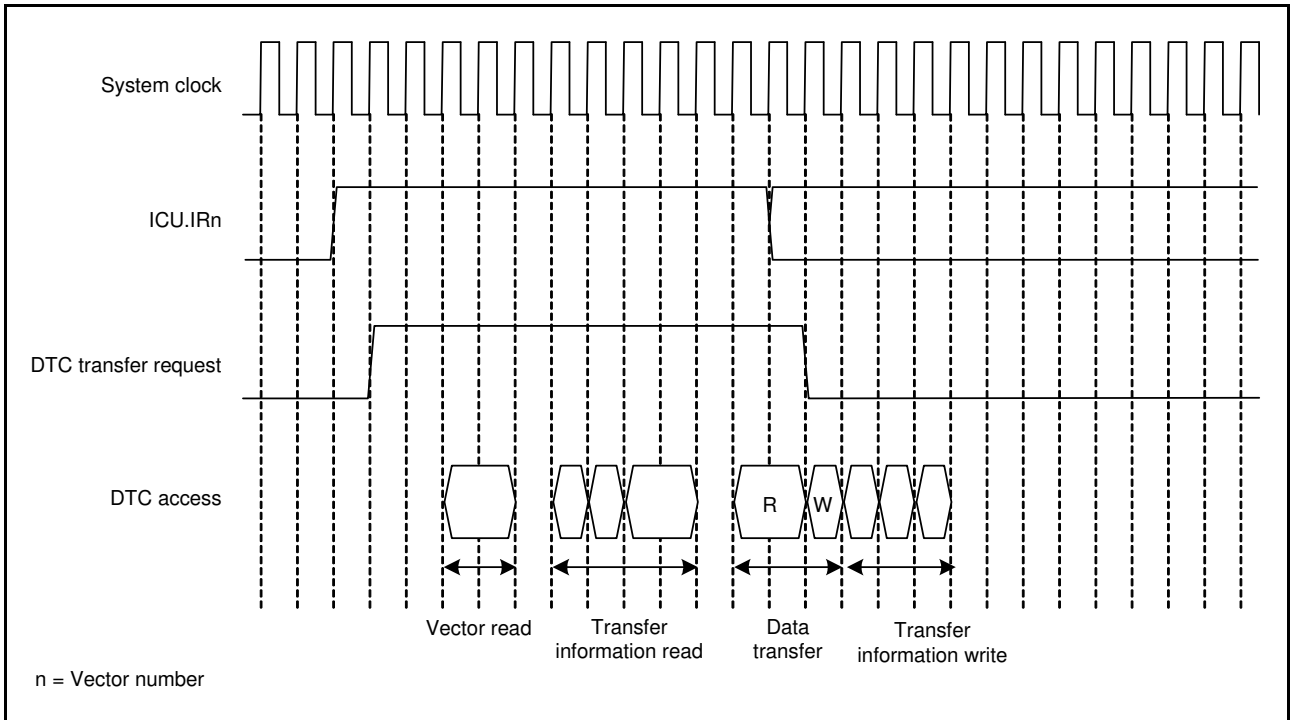 System clock
ICU.IRn
DTC transfer request
DTC access
R
W
Vector read
Transfer
information read
Data
transfer
Transfer
information write
n = Vector number